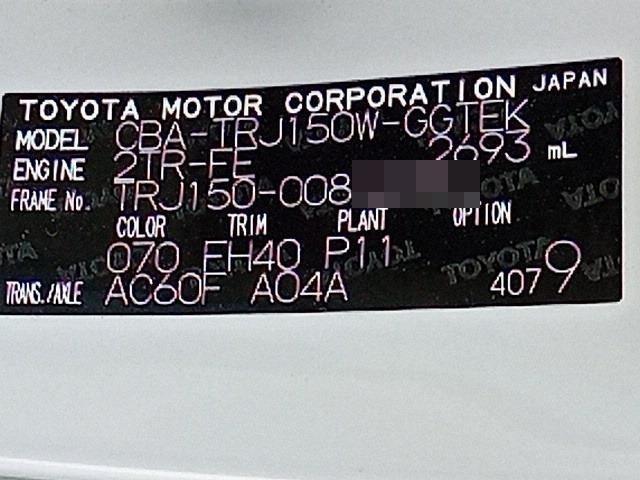 TOYOTA MOTOR CORPORATION JAPAN
MODEL CBA-TRJ150W-GGTEK
ENGINE 2TR-FE 2693 mL
FRAME No. TRJ150-008
COLOR TRIM PLANT OPTION
070 FH40 P11
TRANS./AXLE AC60F A04A 4079